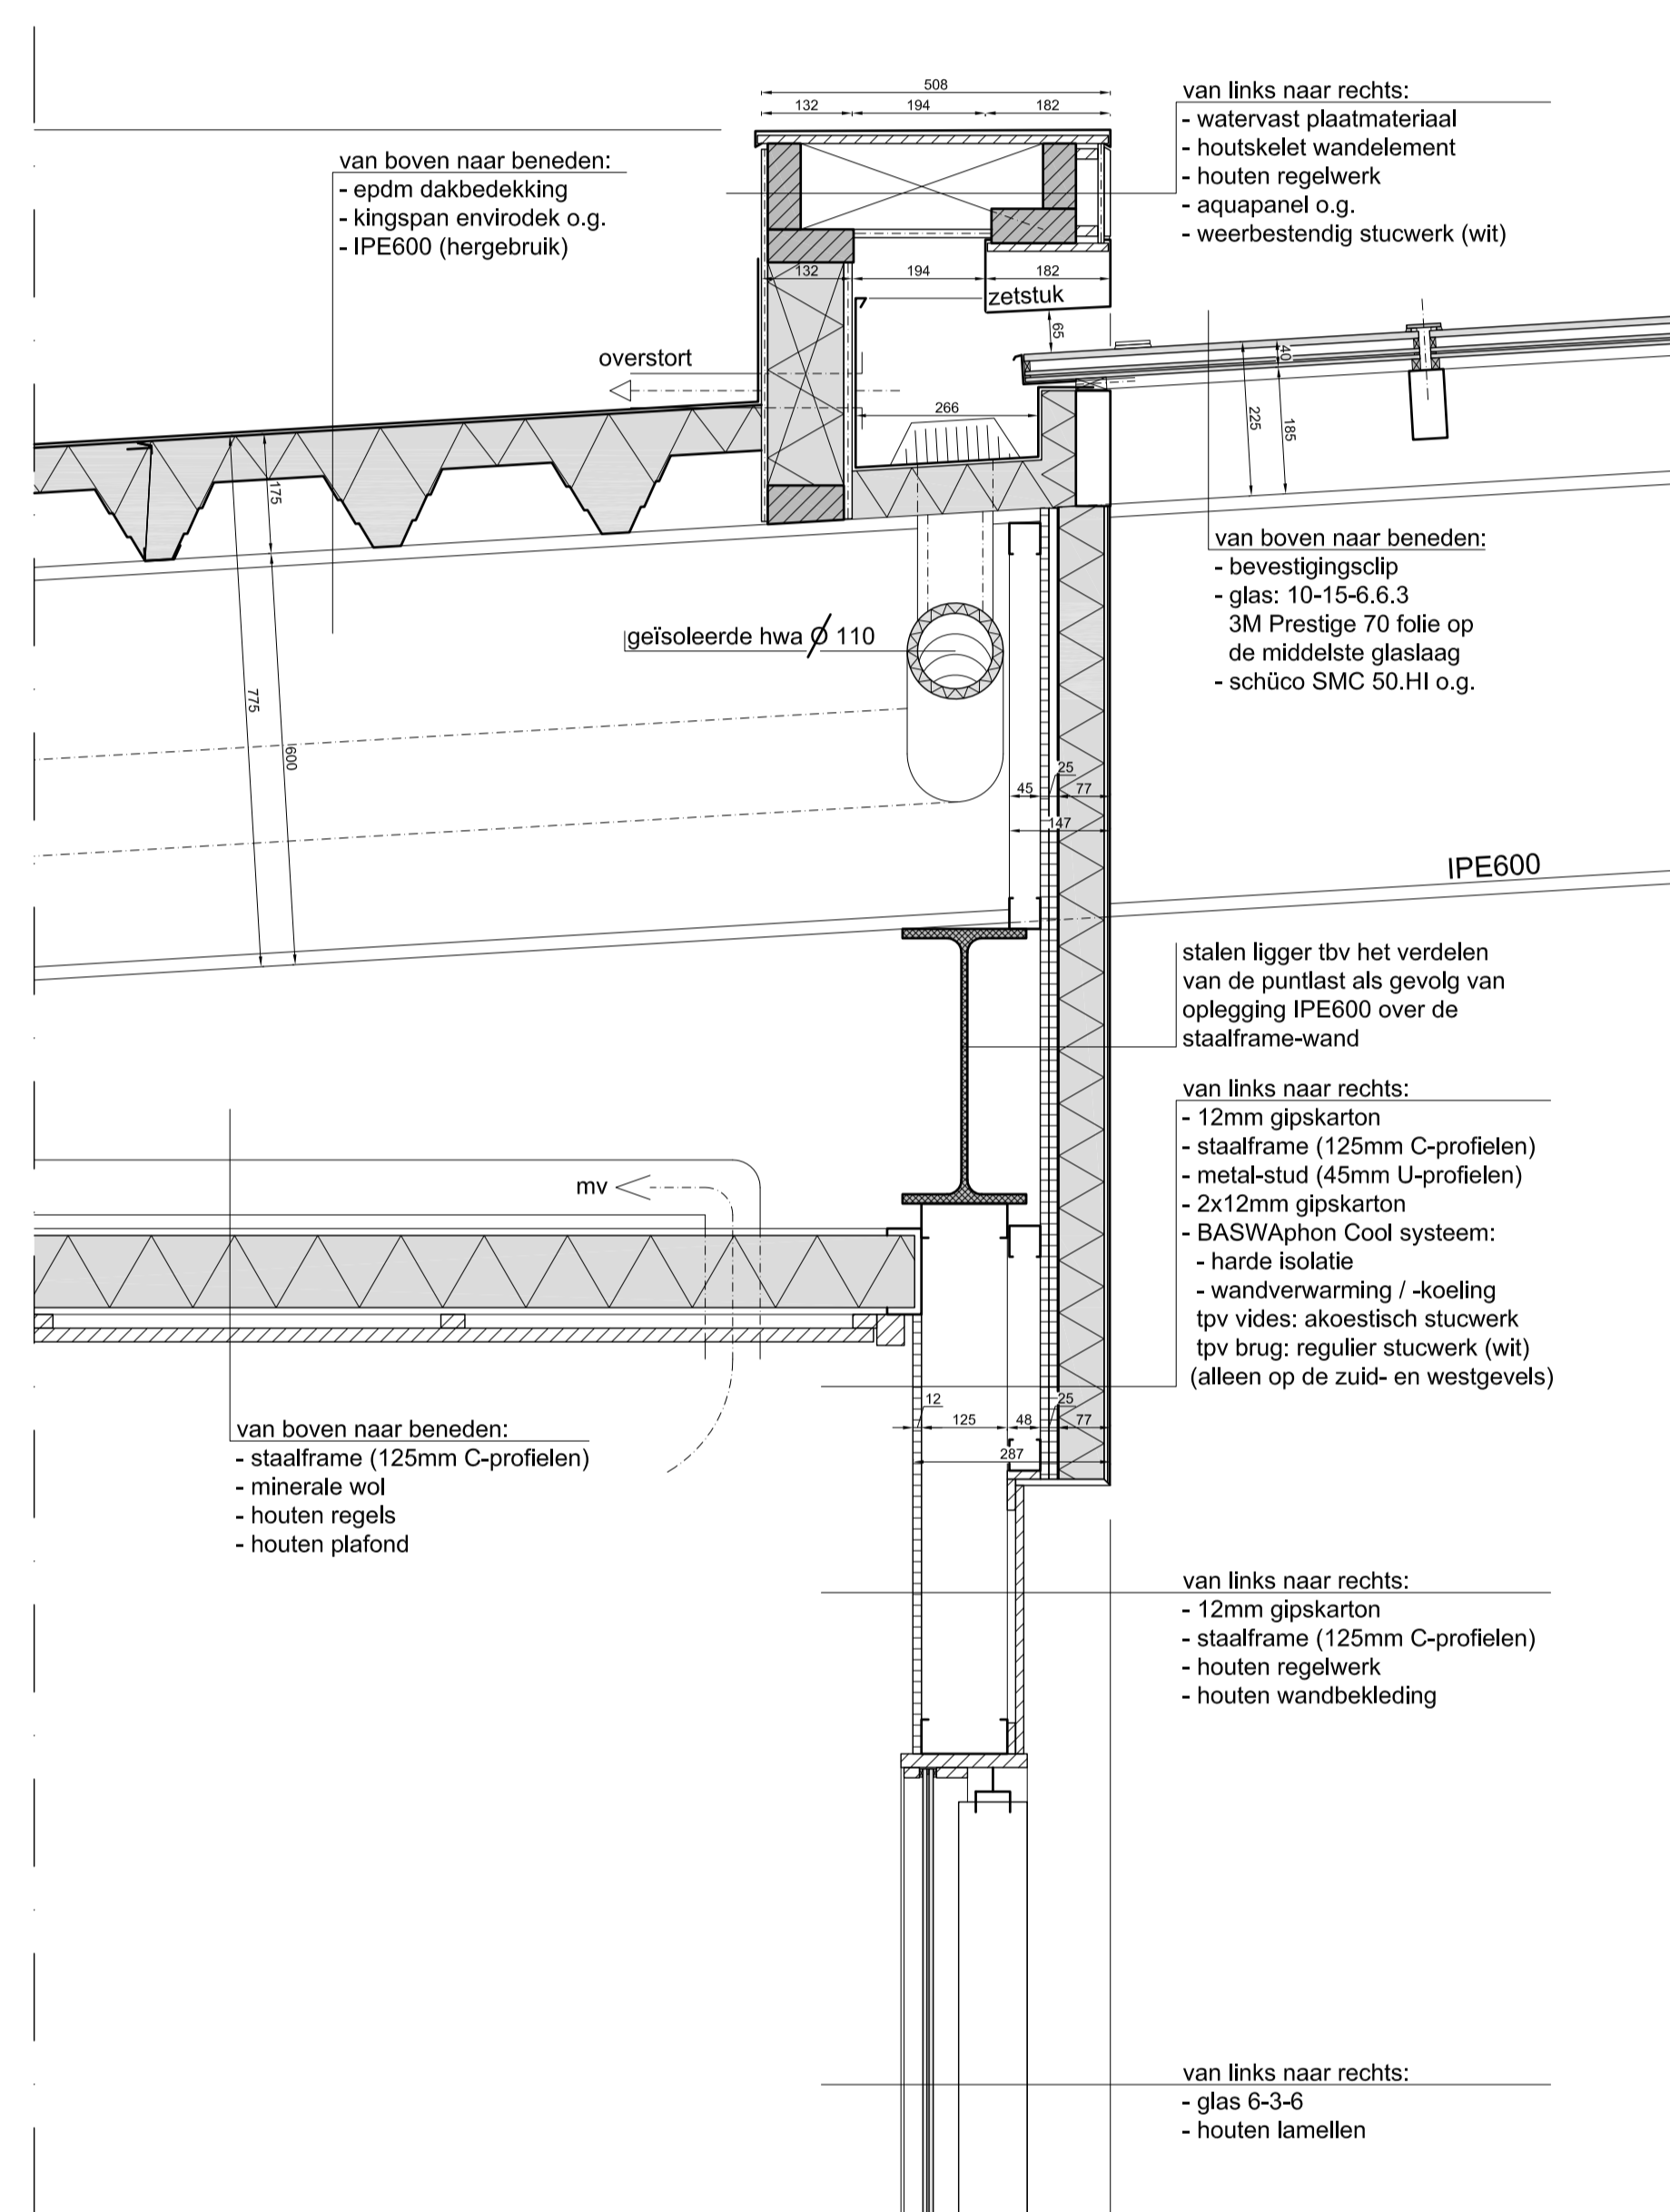 508
132
194
182
van links naar rechts:
- watervast plaatmateriaal
- houtskelet wandelement
- houten regelwerk
- aquapanel o.g.
- weerbestendig stucwerk (wit)
van boven naar beneden:
- epdm dakbedekking
- kingspan envirodek o.g.
- IPE600 (hergebruik)
132
194
182
zetstuk
65
overstort
40
266
225
185
175
van boven naar beneden:
- bevestigingsclip
- glas: 10-15-6.6.3
3M Prestige 70 folie op
de middelste glaslaag
- schüco SMC 50.HI o.g.
geïsoleerde hwa Ø 110
775
600
25
45
77
147
IPE600
stalen ligger tbv het verdelen
van de puntlast als gevolg van
oplegging IPE600 over de
staalframe-wand
van links naar rechts:
- 12mm gipskarton
- staalframe (125mm C-profielen)
- metal-stud (45mm U-profielen)
- 2x12mm gipskarton
- BASWAphon Cool systeem:
- harde isolatie
- wandverwarming / -koeling
tpv vides: akoestisch stucwerk
tpv brug: regulier stucwerk (wit)
(alleen op de zuid- en westgevels)
mv
12
25
125
48
77
287
van boven naar beneden:
- staalframe (125mm C-profielen)
- minerale wol
- houten regels
- houten plafond
van links naar rechts:
- 12mm gipskarton
- staalframe (125mm C-profielen)
- houten regelwerk
- houten wandbekleding
van links naar rechts:
- glas 6-3-6
- houten lamellen